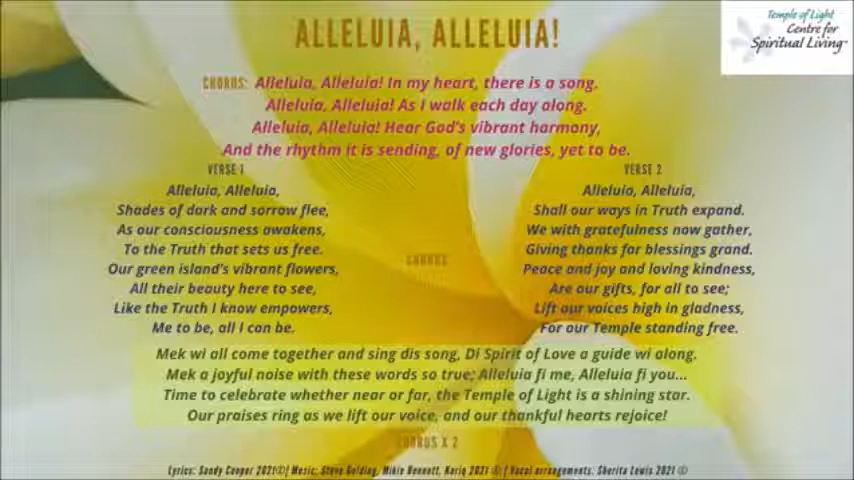 ALLELUIA, ALLELUIA!
Temple of Light
Centre for
Spiritual Living™
CHORUS: Alleluia, Alleluia! In my heart, there is a song.
Alleluia, Alleluia! As I walk each day along.
Alleluia, Alleluia! Hear God's vibrant harmony,
And the rhythm it is sending, of new glories, yet to be.
VERSE 1
Alleluia, Alleluia,
Shades of dark and sorrow flee,
As our consciousness awakens,
To the Truth that sets us free.
Our green island's vibrant flowers,
All their beauty here to see,
Like the Truth I know empowers,
Me to be, all I can be.
CHORUS
VERSE 2
Alleluia, Alleluia,
Shall our ways in Truth expand.
We with gratefulness now gather,
Giving thanks for blessings grand.
Peace and joy and loving kindness,
Are our gifts, for all to see;
Lift our voices high in gladness,
For our Temple standing free.
Mek wi all come together and sing dis song, Di Spirit of Love a guide wi along.
Mek a joyful noise with these words so true; Alleluia fi me, Alleluia fi you...
Time to celebrate whether near or far, the Temple of Light is a shining star.
Our praises ring as we lift our voice, and our thankful hearts rejoice!
CHORUS X 2
Lyrics: Sandy Cooper 2021©| Music: Steve Golding, Mikie Bennett, Kariq 2021 © | Vocal arrangements: Sherita Lewis 2021 ©